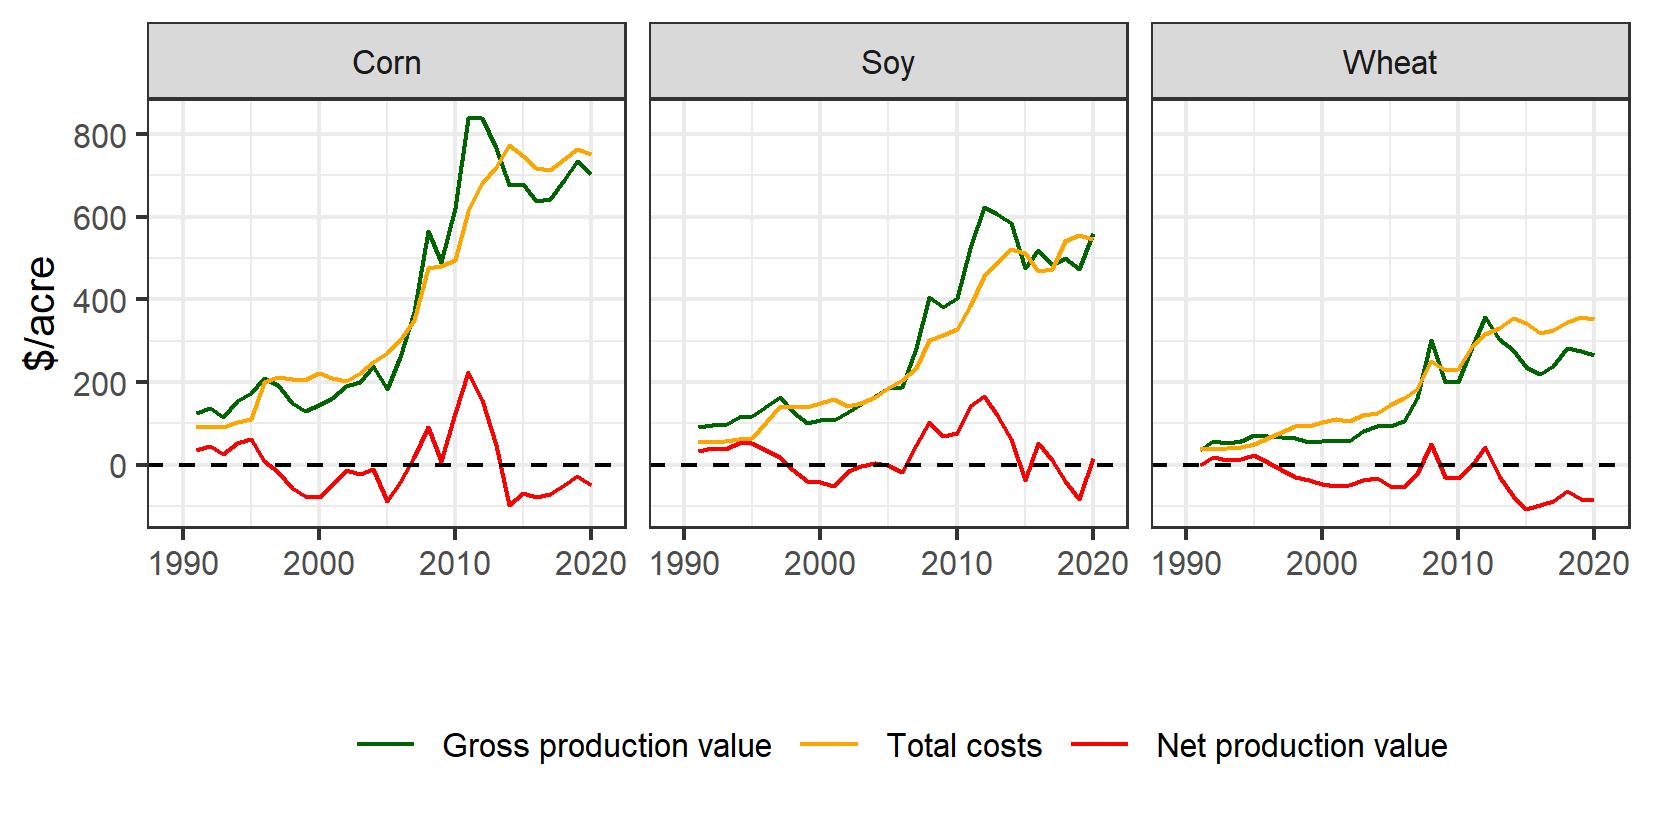 Corn Soy Wheat
$/acre
800
600
400
200
0
1990 2000 2010 2020 1990 2000 2010 2020 1990 2000 2010 2020
Gross production value Total costs Net production value